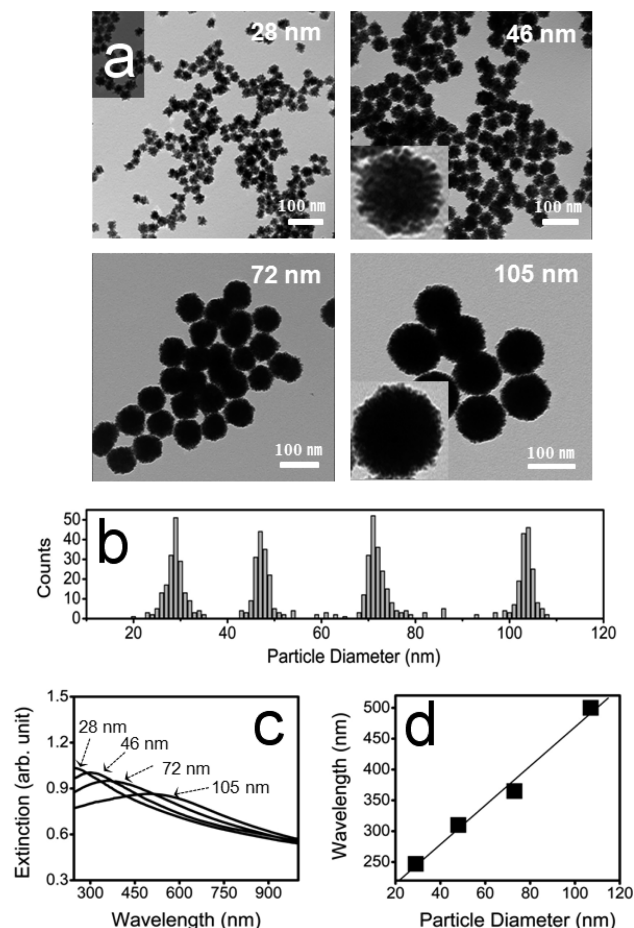 a
28 nm
100 nm
46 nm
100 nm
72 nm
100 nm
105 nm
100 nm
b
Counts
50
40
30
20
10
0
20 40 60 80 100 120
Particle Diameter (nm)
c
Extinction (arb. unit)
1.5
1.2
0.9
0.6
0.3
28 nm
46 nm
72 nm
105 nm
300 450 600 750 900
Wavelength (nm)
d
Wavelength (nm)
500
450
400
350
300
250
20 40 60 80 100 120
Particle Diameter (nm)